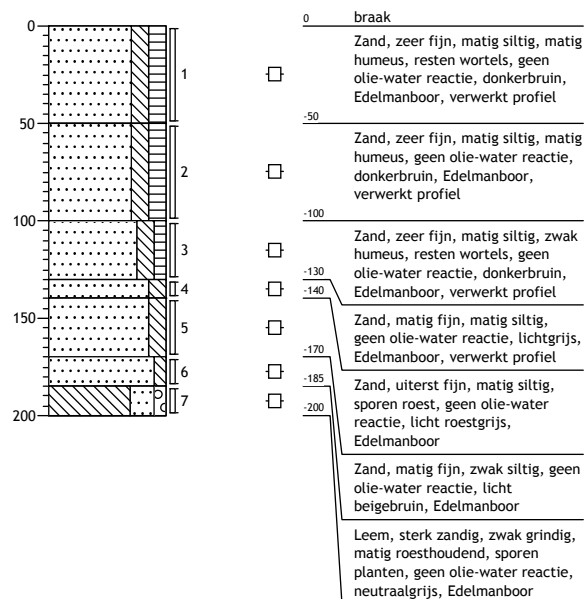 0
50
100
150
200
1
2
3
4
5
6
7
0
-50
-100
-130
-140
-170
-185
-200
braak
Zand, zeer fijn, matig siltig, matig
humeus, resten wortels, geen
olie-water reactie, donkerbruin,
Edelmanboor, verwerkt profiel
Zand, zeer fijn, matig siltig, matig
humeus, geen olie-water reactie,
donkerbruin, Edelmanboor,
verwerkt profiel
Zand, zeer fijn, matig siltig, zwak
humeus, resten wortels, geen
olie-water reactie, donkerbruin,
Edelmanboor, verwerkt profiel
Zand, matig fijn, matig siltig,
geen olie-water reactie, lichtgrijs,
Edelmanboor, verwerkt profiel
Zand, uiterst fijn, matig siltig,
sporen roest, geen olie-water
reactie, licht roestgrijs,
Edelmanboor
Zand, matig fijn, zwak siltig, geen
olie-water reactie, licht
beigebruin, Edelmanboor
Leem, sterk zandig, zwak grindig,
matig roesthoudend, sporen
planten, geen olie-water reactie,
neutraalgrijs, Edelmanboor